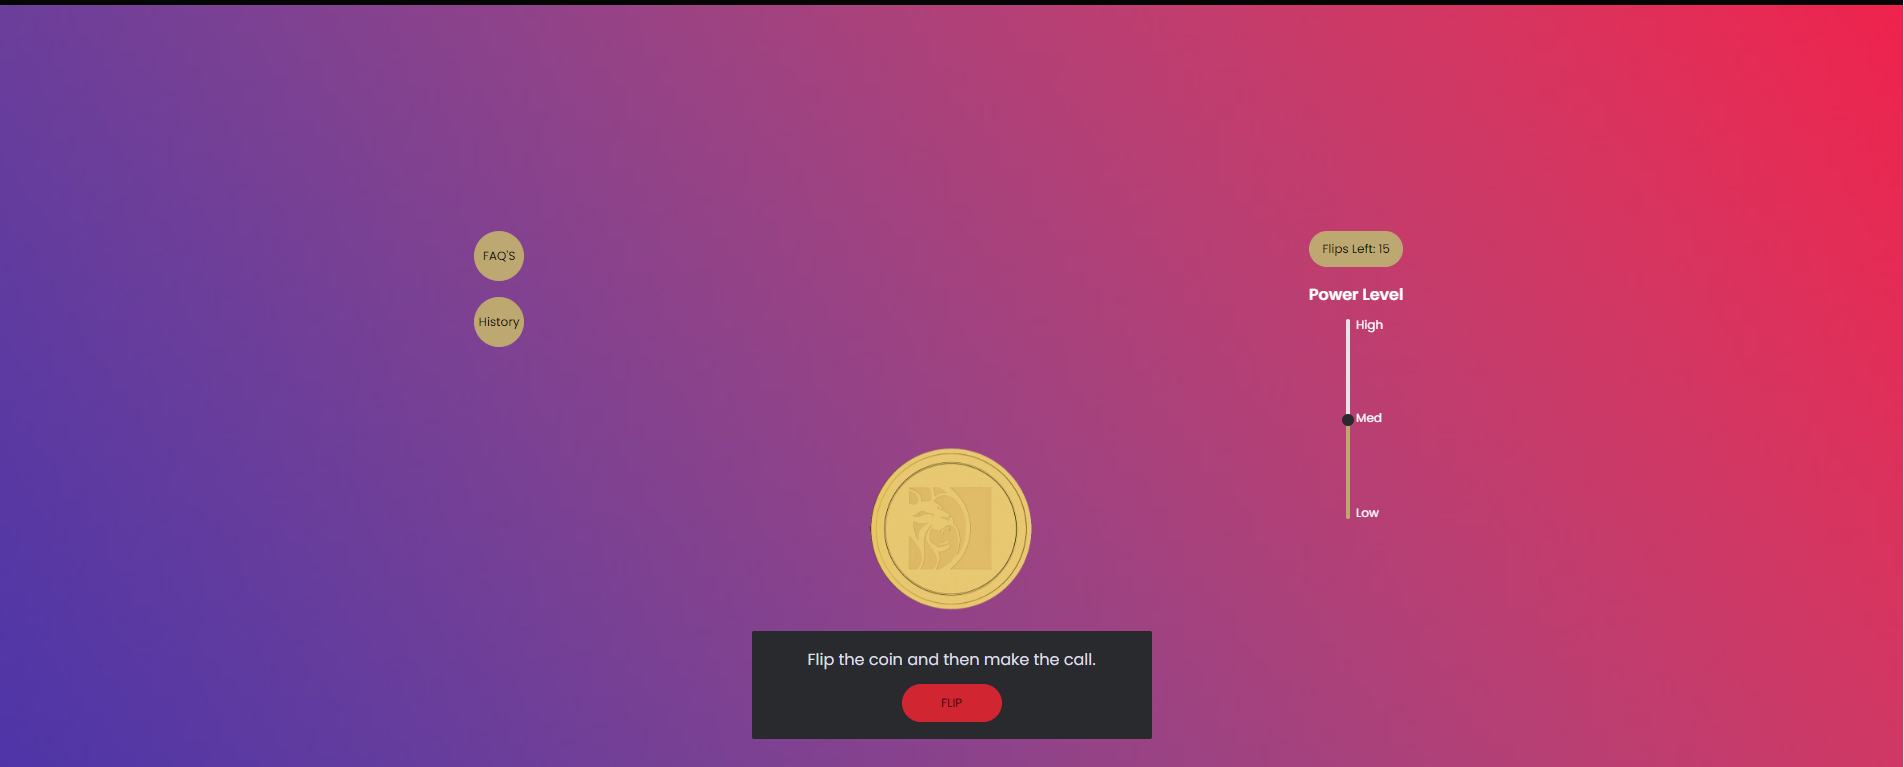 FAQ'S
History
Flips Left: 15
Power Level
High
Med
Low
Flip the coin and then make the call.
FLIP